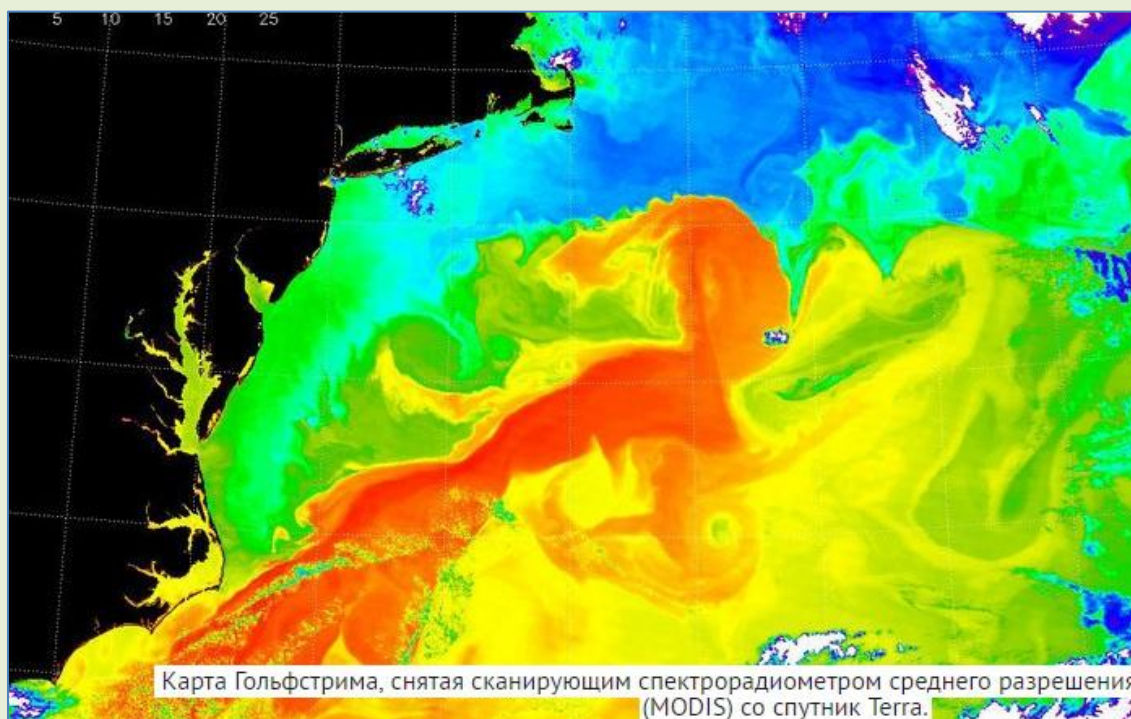 5 10 15 20 25
Карта Гольфстрима, снятая сканирующим спектрорадиометром среднего разрешения
(MODIS) со спутник Terra.